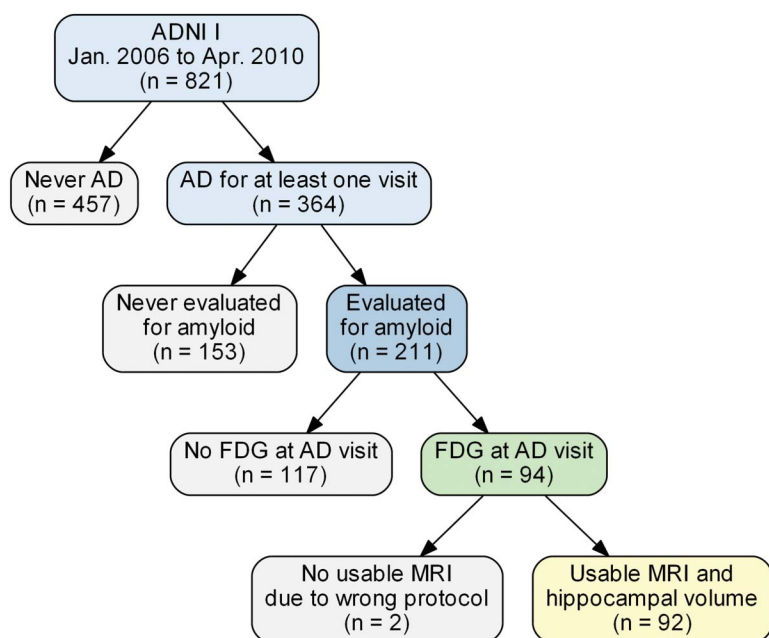 ADNI I
Jan. 2006 to Apr. 2010
(n = 821)
Never AD
(n = 457)
AD for at least one visit
(n = 364)
Never evaluated
for amyloid
(n = 153)
Evaluated
for amyloid
(n = 211)
No FDG at AD visit
(n = 117)
FDG at AD visit
(n = 94)
No usable MRI
due to wrong protocol
(n = 2)
Usable MRI and
hippocampal volume
(n = 92)